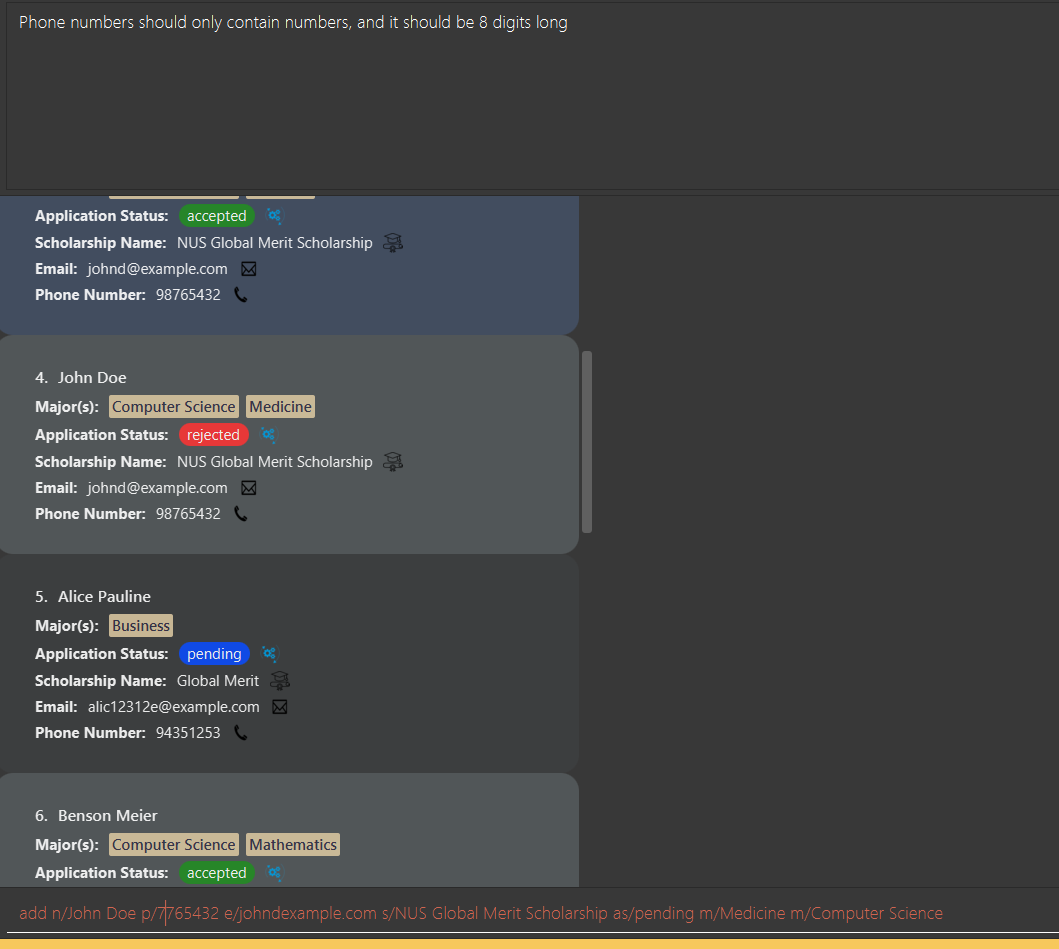 Phone numbers should only contain numbers, and it should be 8 digits long
Application Status: accepted
Scholarship Name: NUS Global Merit Scholarship
Email: johnd@example.com
Phone Number: 98765432
4. John Doe
Major(s): Computer Science Medicine
Application Status: rejected
Scholarship Name: NUS Global Merit Scholarship
Email: johnd@example.com
Phone Number: 98765432
5. Alice Pauline
Major(s): Business
Application Status: pending
Scholarship Name: Global Merit
Email: alic12312e@example.com
Phone Number: 94351253
6. Benson Meier
Major(s): Computer Science Mathematics
Application Status: accepted
add n/John Doe p/7765432 e/johndexample.com s/NUS Global Merit Scholarship as/pending m/Medicine m/Computer Science